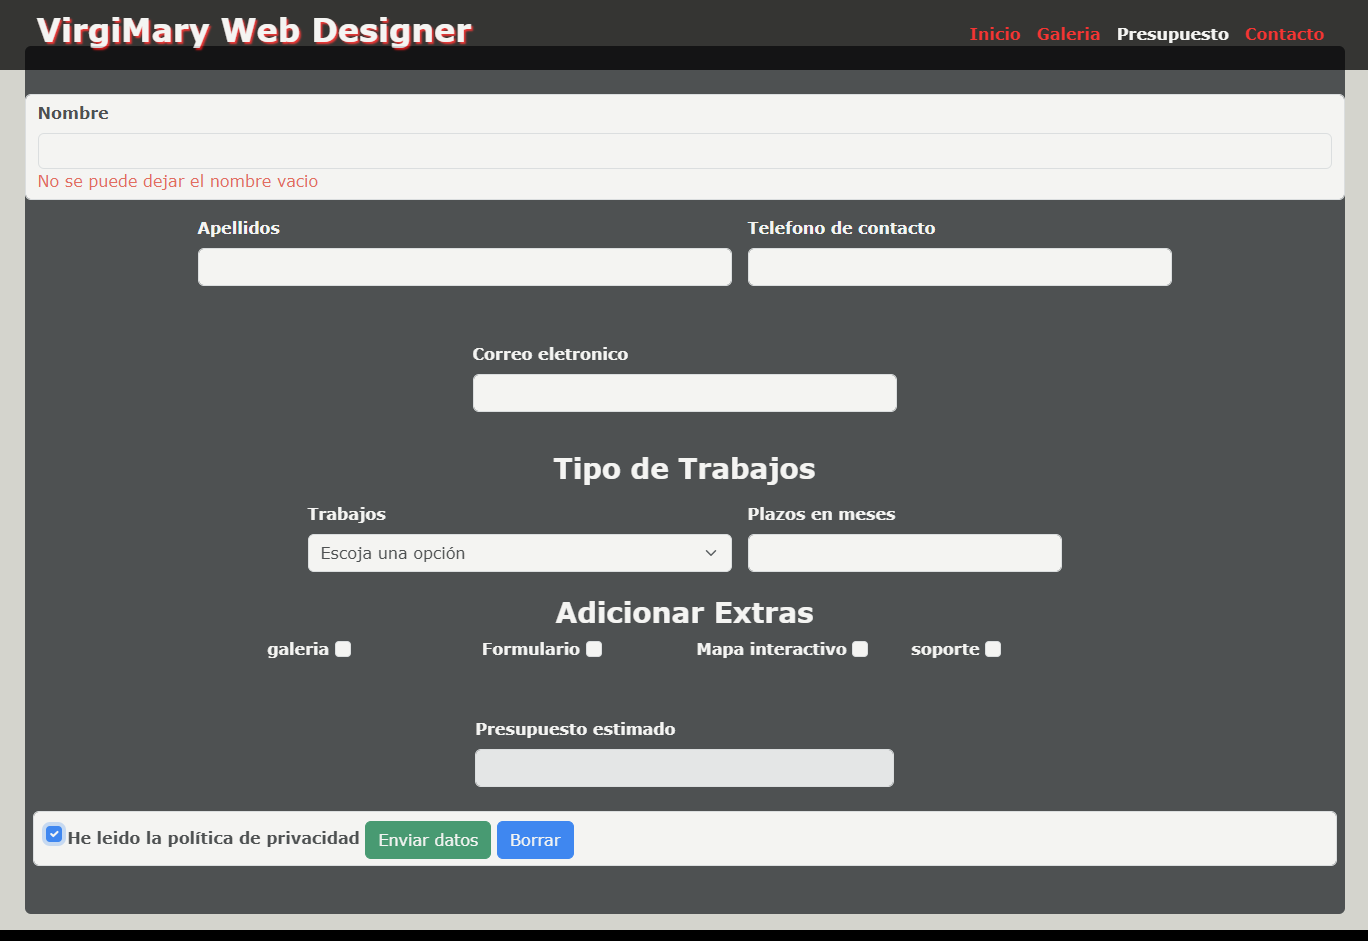 VirgiMary Web Designer
Inicio Galeria Presupuesto Contacto
Nombre
No se puede dejar el nombre vacio
Apellidos Telefono de contacto
Correo eletronico
Tipo de Trabajos
Trabajos Plazos en meses
Escoja una opción
Adicionar Extras
galeria Formulario Mapa interactivo soporte
Presupuesto estimado
He leido la política de privacidad Enviar datos Borrar